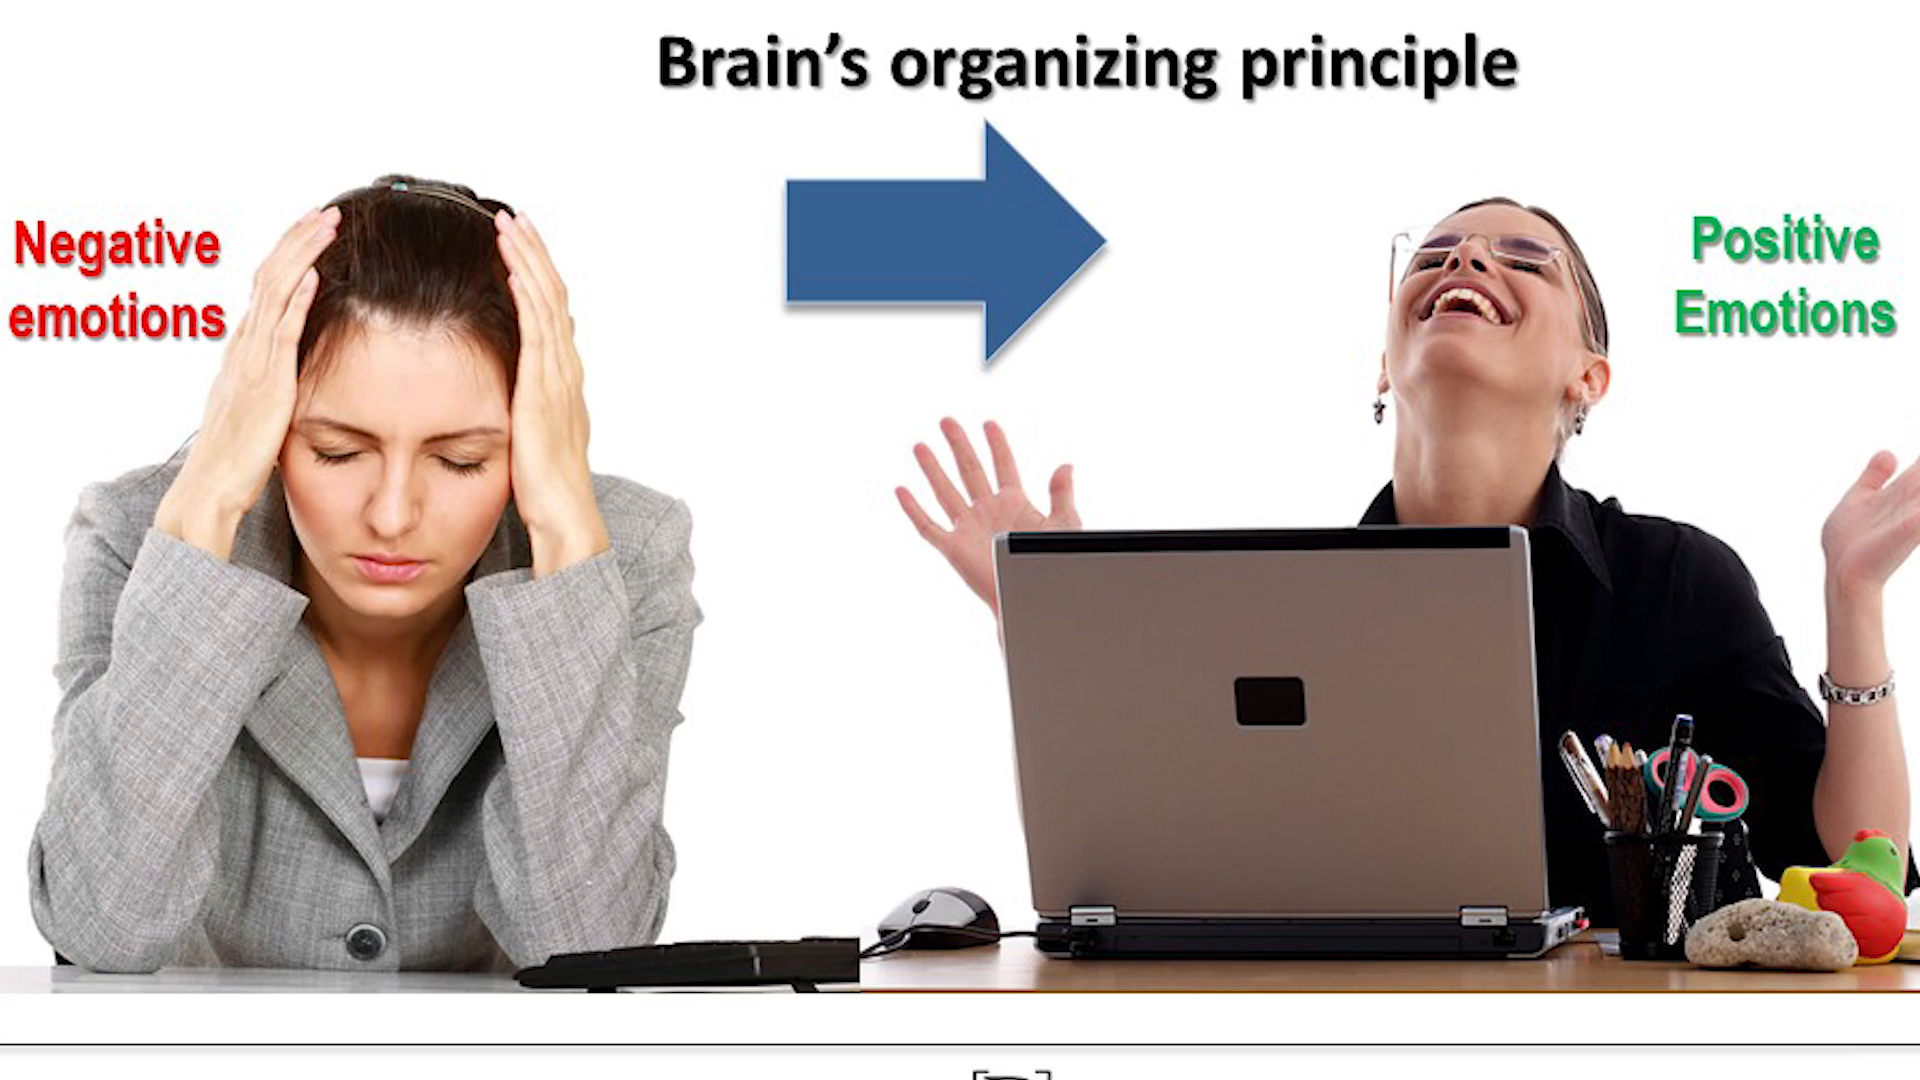 Brain’s organizing principle
Negative
emotions
Positive
Emotions